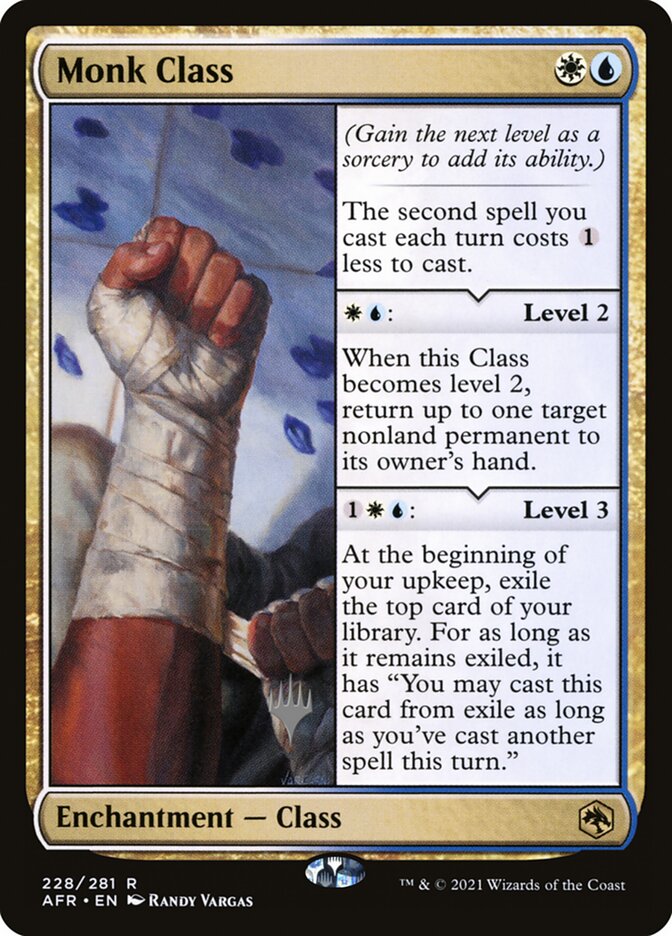 Monk Class
(Gain the next level as a
sorcery to add its ability.)
The second spell you
cast each turn costs 1
less to cast.
: Level 2
When this Class
becomes level 2,
return up to one target
nonland permanent to
its owner's hand.
1 : Level 3
At the beginning of
your upkeep, exile
the top card of your
library. For as long as
it remains exiled, it
has “You may cast this
card from exile as long
as you've cast another
spell this turn.”
Enchantment — Class
228/281 R
AFR • EN Randy Vargas
™ & © 2021 Wizards of the Coast